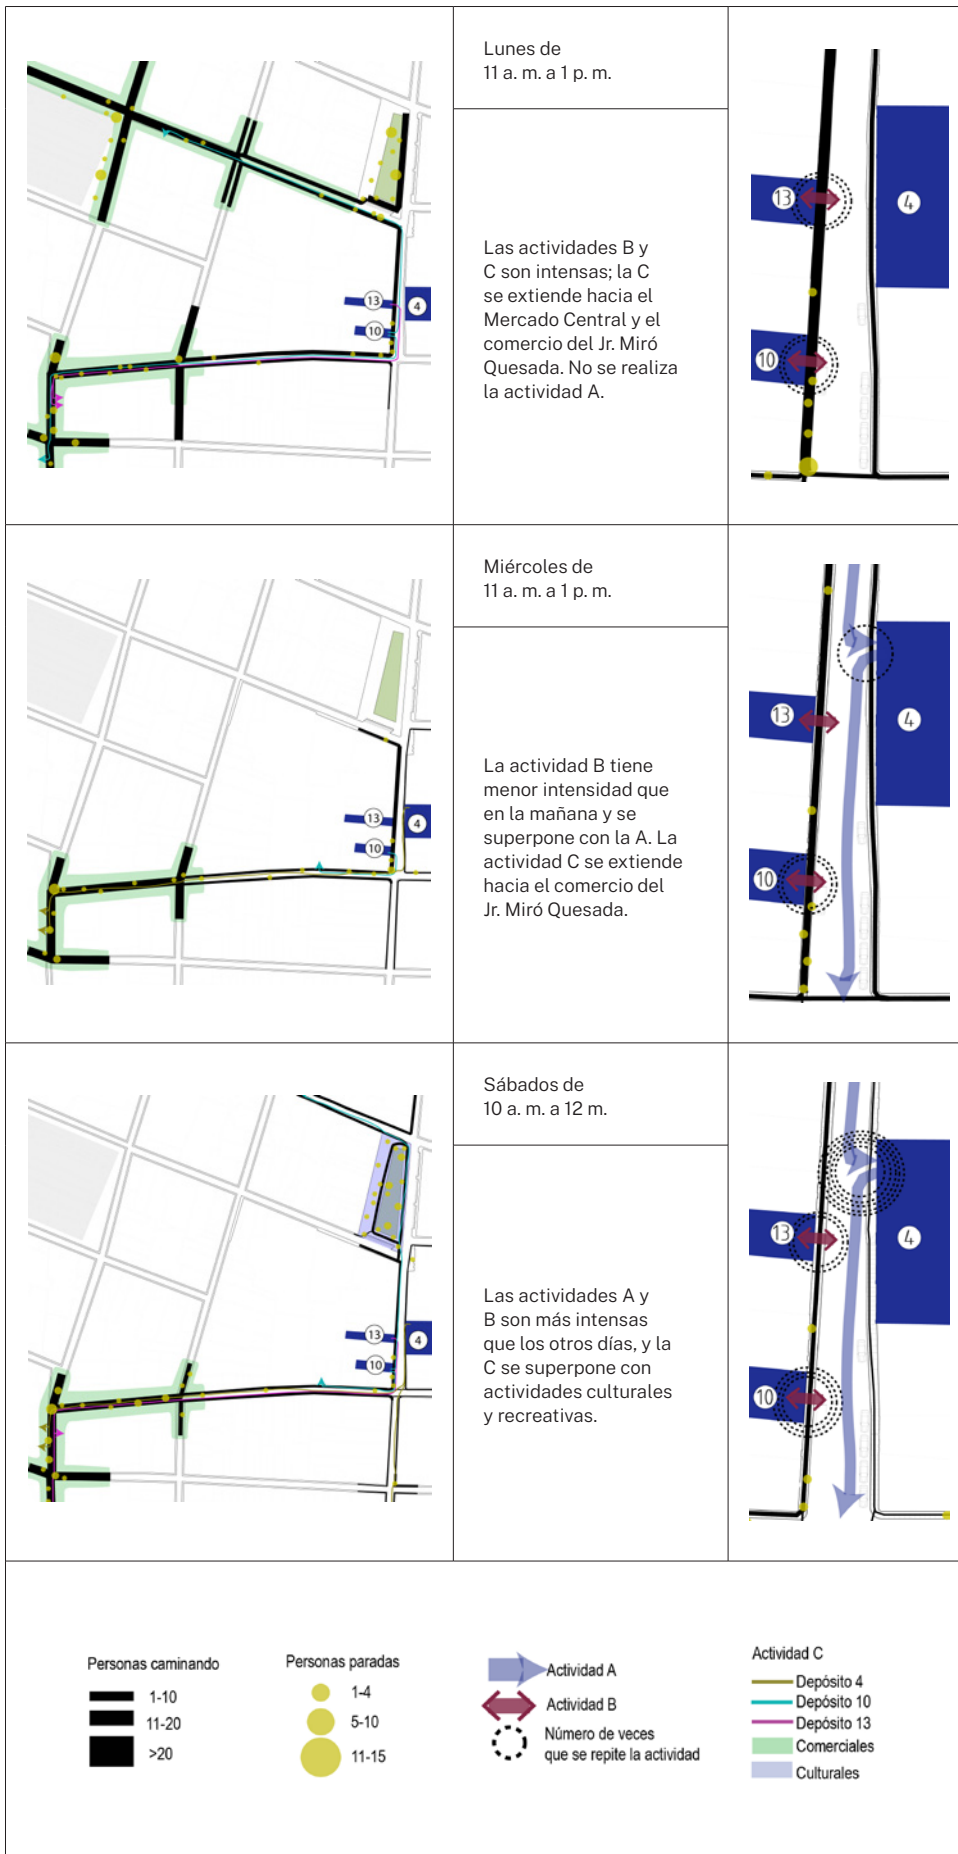 Lunes de
11 a. m. a 1 p. m.
Las actividades B y
C son intensas; la C
se extiende hacia el
Mercado Central y el
comercio del Jr. Miró
Quesada. No se realiza
la actividad A.
13
4
10
13
4
10
Miércoles de
11 a. m. a 1 p. m.
La actividad B tiene
menor intensidad que
en la mañana y se
superpone con la A. La
actividad C se extiende
hacia el comercio del
Jr. Miró Quesada.
13
4
10
13
4
10
Sábados de
10 a. m. a 12 m.
Las actividades A y
B son más intensas
que los otros días, y la
C se superpone con
actividades culturales
y recreativas.
13
4
10
13
4
10
Personas caminando
1-10
11-20
>20
Personas paradas
1-4
5-10
11-15
Actividad A
Actividad B
Número de veces
que se repite la actividad
Actividad C
Depósito 4
Depósito 10
Depósito 13
Comerciales
Culturales